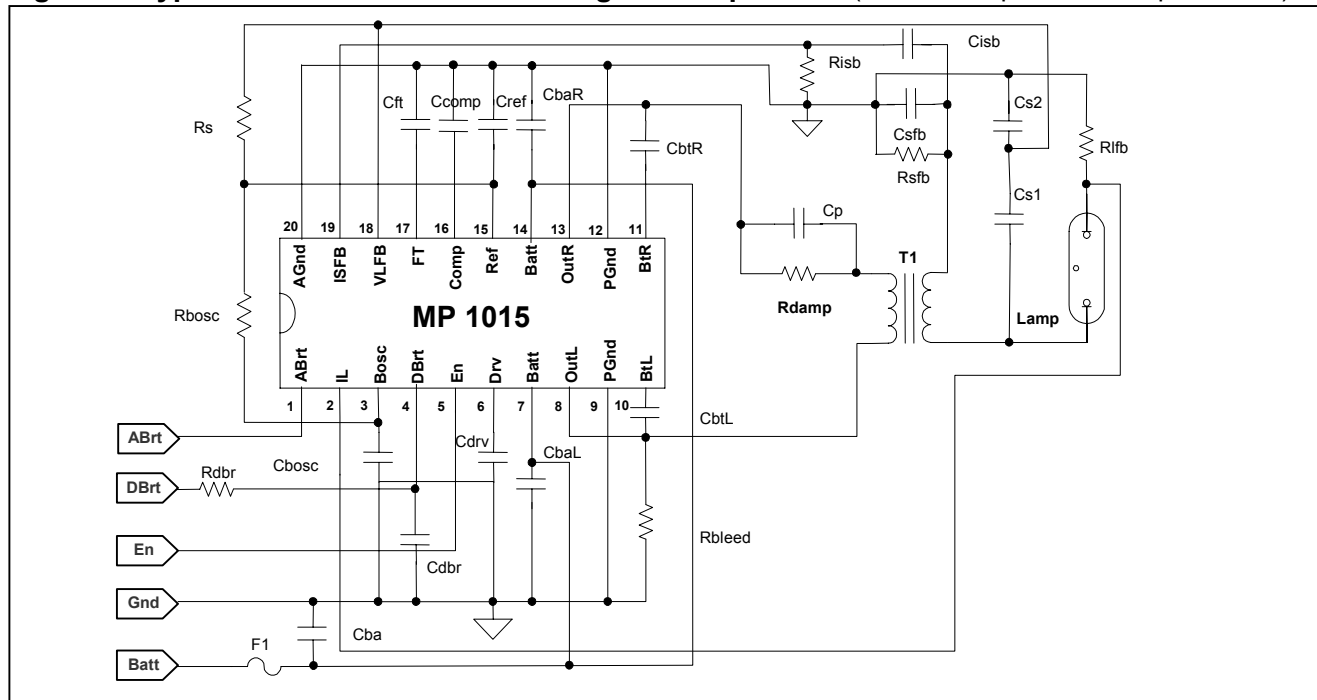 Cisb
Risb
Cft
Ccomp
Cref
CbaR
Cs2
Rs
Csfb
Rlfb
CbtR
Rsfb
Cs1
Cp
20 19 18 17 16 15 14 13 12 11
T1
AGnd ISFB VLFB FT Comp Ref Batt OutR PGnd BtR
Rdamp
Lamp
Rbosc
MP 1015
ABrt IL Bosc DBrt En Drv Batt OutL PGnd BtL
1 2 3 4 5 6 7 8 9 10
CbtL
ABrt
Cdrv
CbaL
Cbosc
Rdbr
DBrt
Rbleed
En
Cdbr
Gnd
Cba
F1
Batt